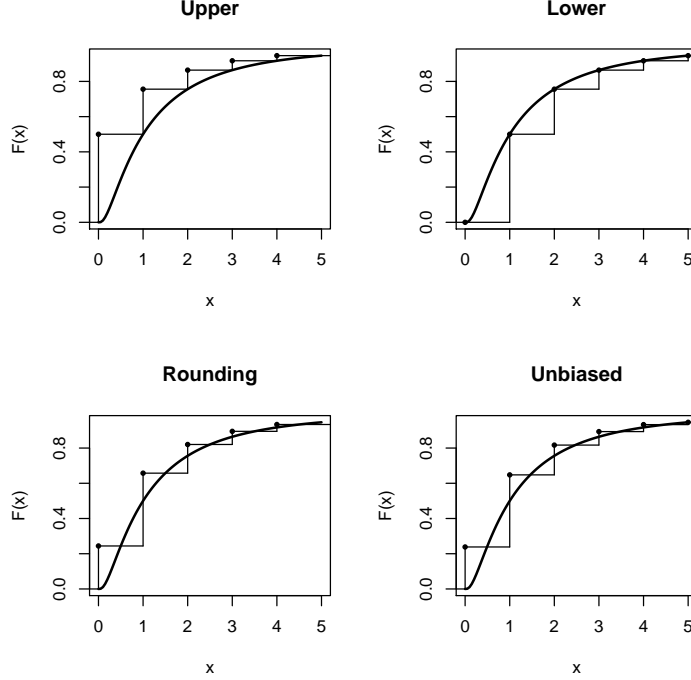 Upper
F(x)
0.0 0.4 0.8
0 1 2 3 4 5
x
Lower
F(x)
0.0 0.4 0.8
0 1 2 3 4 5
x
Rounding
F(x)
0.0 0.4 0.8
0 1 2 3 4 5
x
Unbiased
F(x)
0.0 0.4 0.8
0 1 2 3 4 5
x